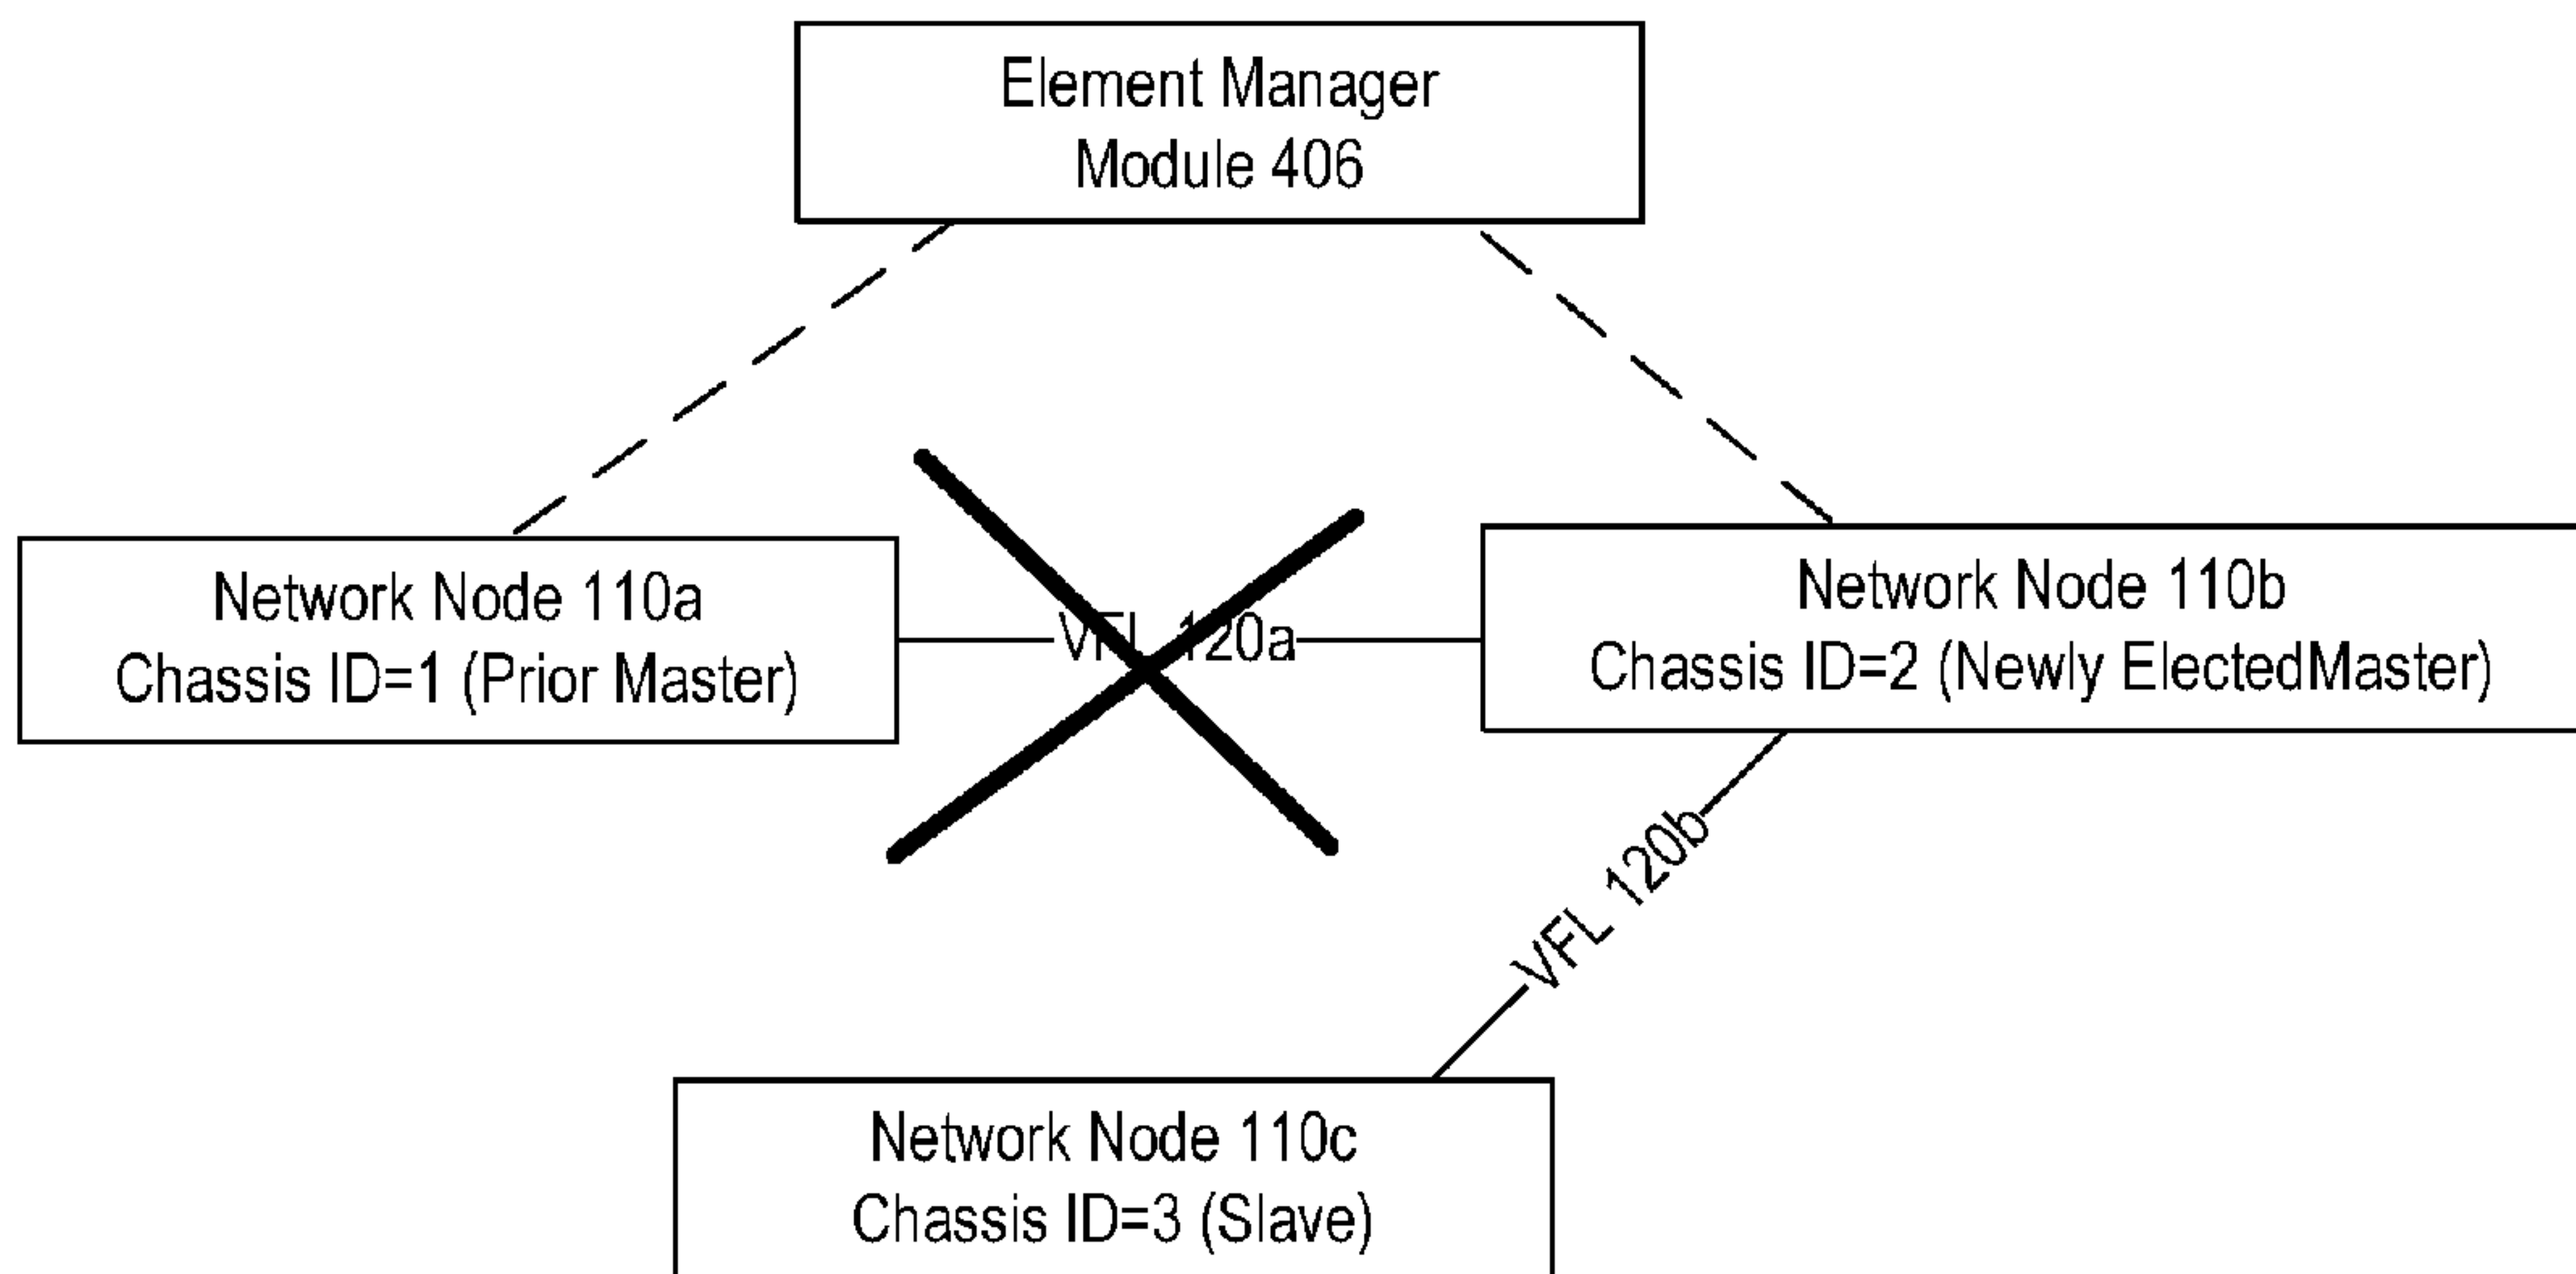 Element Manager
Module 406
Network Node 110a
Chassis ID=1 (Prior Master)
VFL 120a
Network Node 110b
Chassis ID=2 (Newly ElectedMaster)
VFL 120b
Network Node 110c
Chassis ID=3 (Slave)